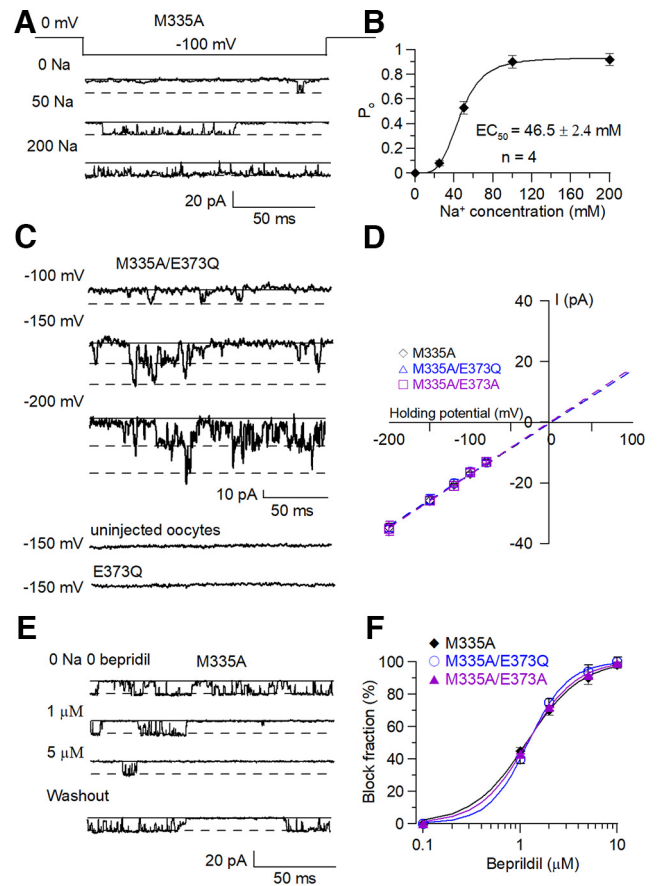 A
0 mV
M335A
-100 mV
0 Na
50 Na
200 Na
20 pA
50 ms
B
1
0.8
0.6
0.4
0.2
0
Po
EC50 = 46.5 ± 2.4 mM
n = 4
0 40 80 120 160 200
Na+ concentration (mM)
C
M335A/E373Q
-100 mV
-150 mV
-200 mV
10 pA
50 ms
uninjected oocytes
-150 mV
E373Q
-150 mV
D
I (pA)
40
20
M335A
M335A/E373Q
M335A/E373A
Holding potential (mV)
0
-200 -100 0 100
-20
-40
E
0 Na 0 bepridil
M335A
1 μM
5 μM
Washout
20 pA
50 ms
F
M335A
M335A/E373Q
M335A/E373A
100
80
60
40
20
0
Block fraction (%)
0.1 1 10
Beprildil (μM)